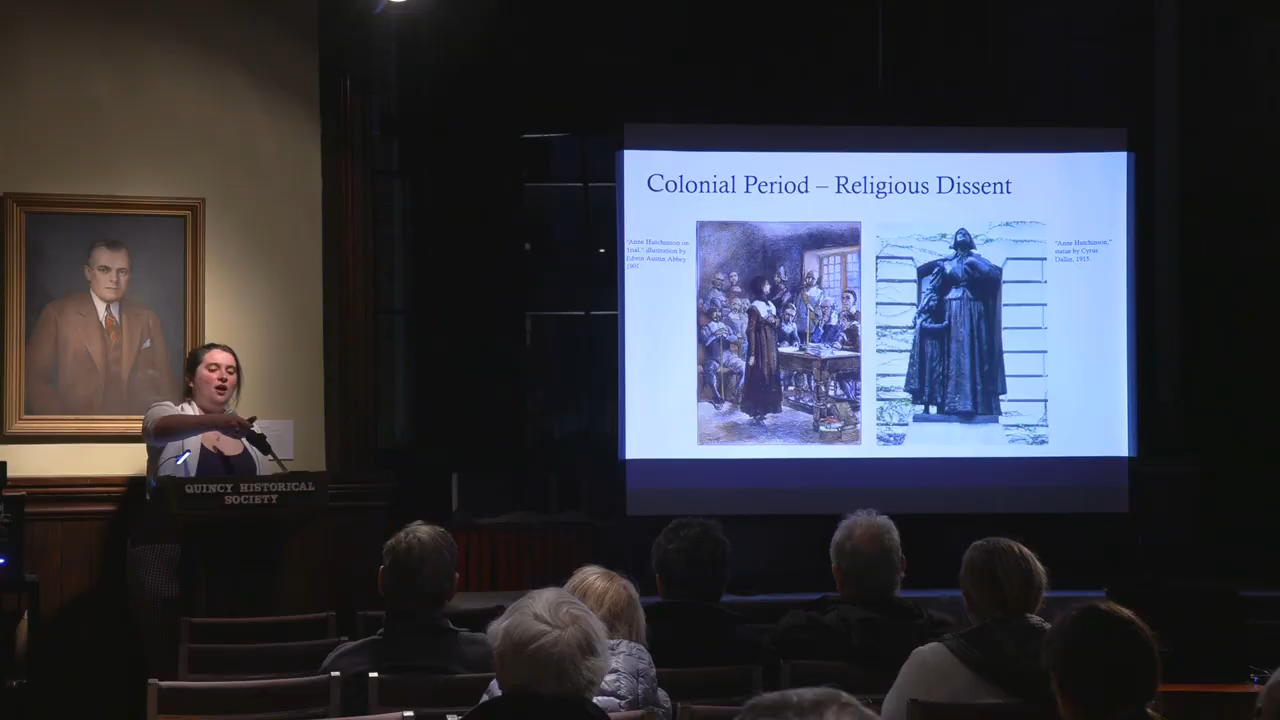 Colonial Period – Religious Dissent
"Anne Hutchinson on
Trial," illustration by
Edwin Austin Abbey
1901
"Anne Hutchinson,"
statue by Cyrus
Dallin, 1915.
QUINCY HISTORICAL
SOCIETY